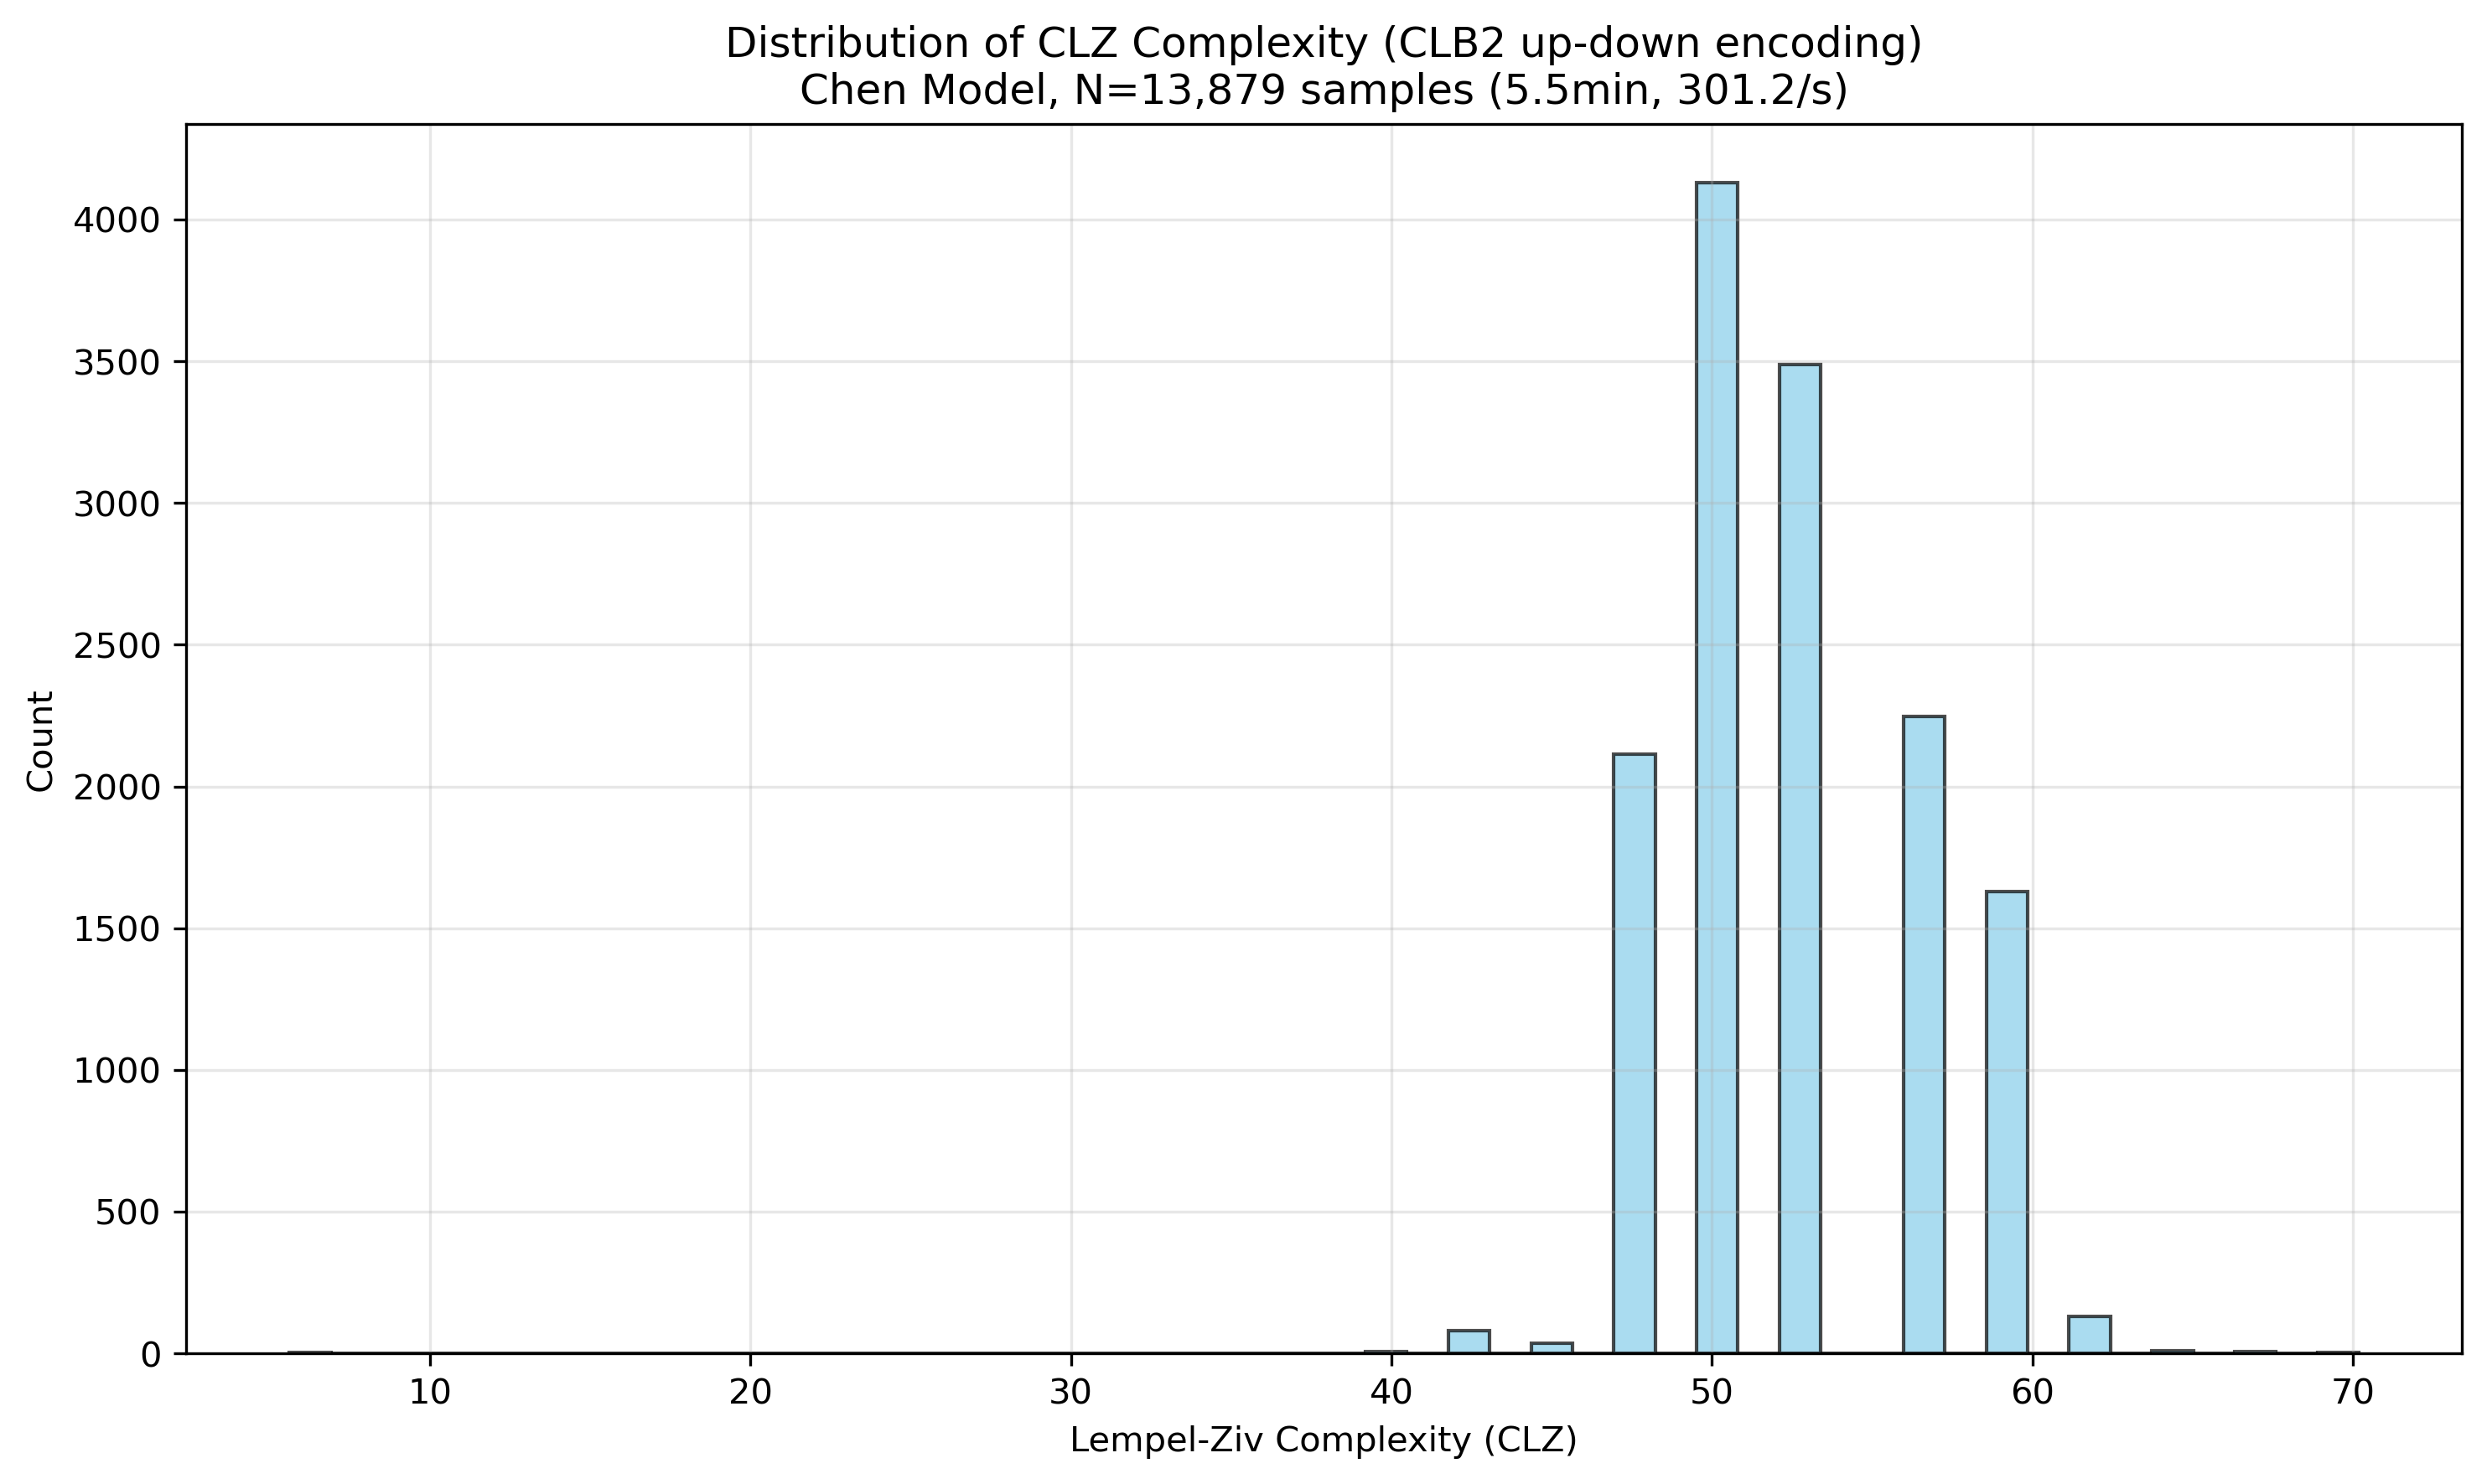 Distribution of CLZ Complexity (CLB2 up-down encoding)
Chen Model, N=13,879 samples (5.5min, 301.2/s)
Count
4000
3500
3000
2500
2000
1500
1000
500
0
10 20 30 40 50 60 70
Lempel-Ziv Complexity (CLZ)